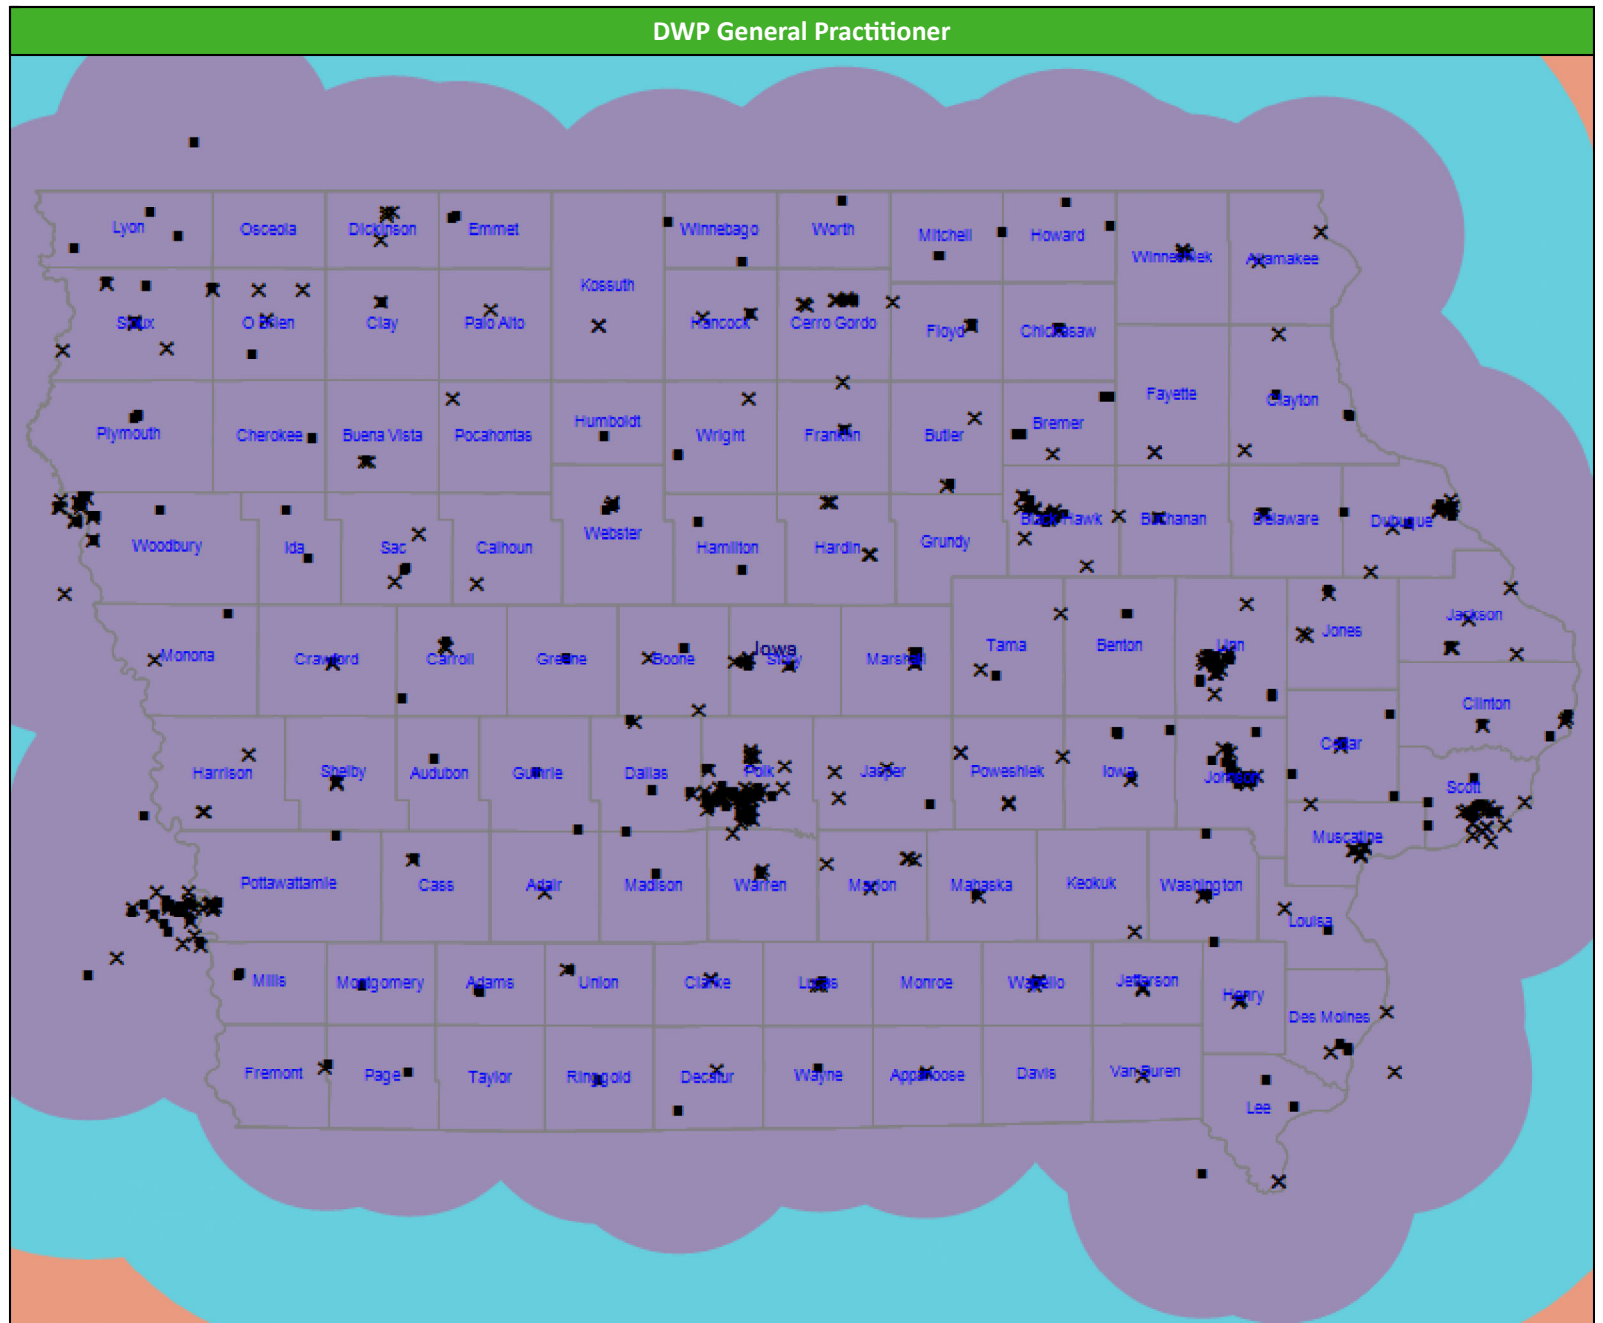 DWP General Practitioner
Lyon
Osceola
Dickinson
Emmet
Winnebago
Worth
Mitchell
Howard
Winneshiek
Allamakee
Kossuth
Sioux
O Brien
Clay
Palo Alto
Hancock
Cerro Gordo
Floyd
Chickasaw
Fayette
Clayton
Plymouth
Cherokee
Buena Vista
Pocahontas
Humboldt
Wright
Franklin
Butler
Bremer
Woodbury
Ida
Sac
Calhoun
Webster
Hamilton
Hardin
Grundy
Black Hawk
Buchanan
Delaware
Dubuque
Monona
Crawford
Carroll
Greene
Boone
Iowa
Story
Marshall
Tama
Benton
Linn
Jones
Jackson
Clinton
Harrison
Shelby
Audubon
Guthrie
Dallas
Polk
Jasper
Poweshiek
Iowa
Johnson
Cedar
Scott
Muscatine
Pottawattamie
Cass
Adair
Madison
Warren
Marion
Mahaska
Keokuk
Washington
Louisa
Mills
Montgomery
Adams
Union
Clarke
Lucas
Monroe
Wapello
Jefferson
Henry
Des Moines
Fremont
Page
Taylor
Ringgold
Decatur
Wayne
Appanoose
Davis
Van Buren
Lee